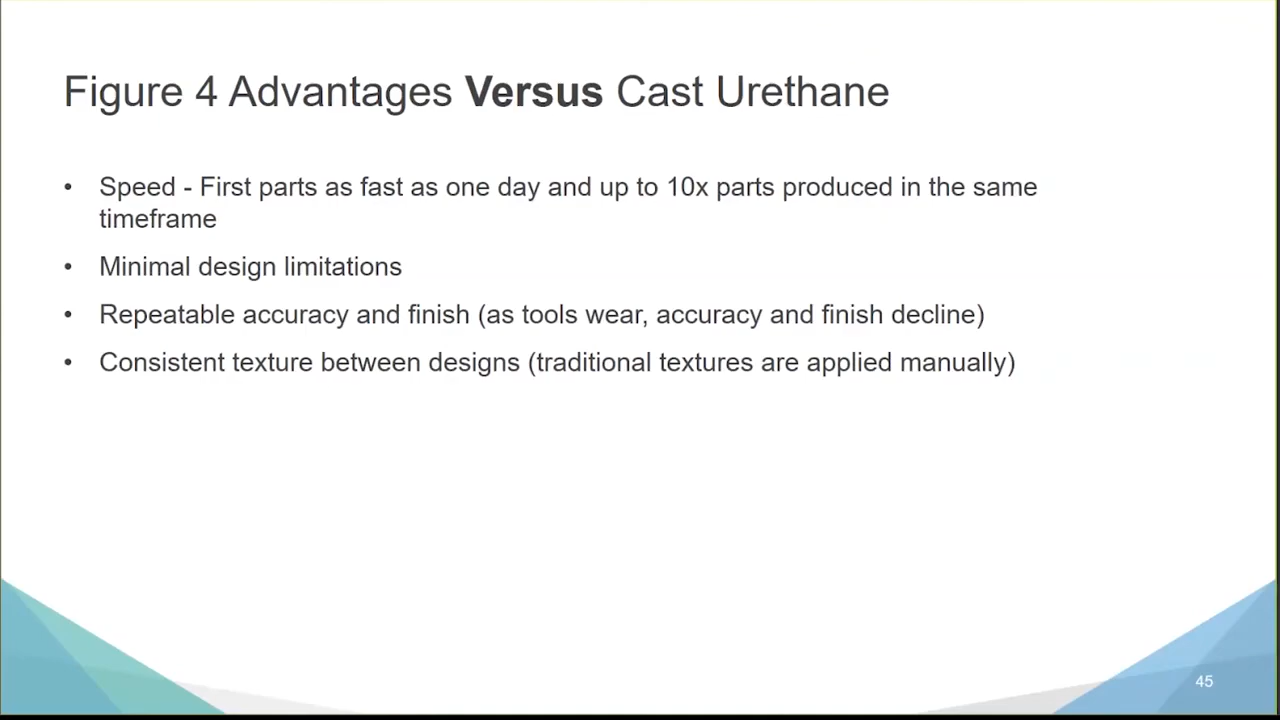 Figure 4 Advantages Versus Cast Urethane
• Speed - First parts as fast as one day and up to 10x parts produced in the same
timeframe
• Minimal design limitations
• Repeatable accuracy and finish (as tools wear, accuracy and finish decline)
• Consistent texture between designs (traditional textures are applied manually)
45